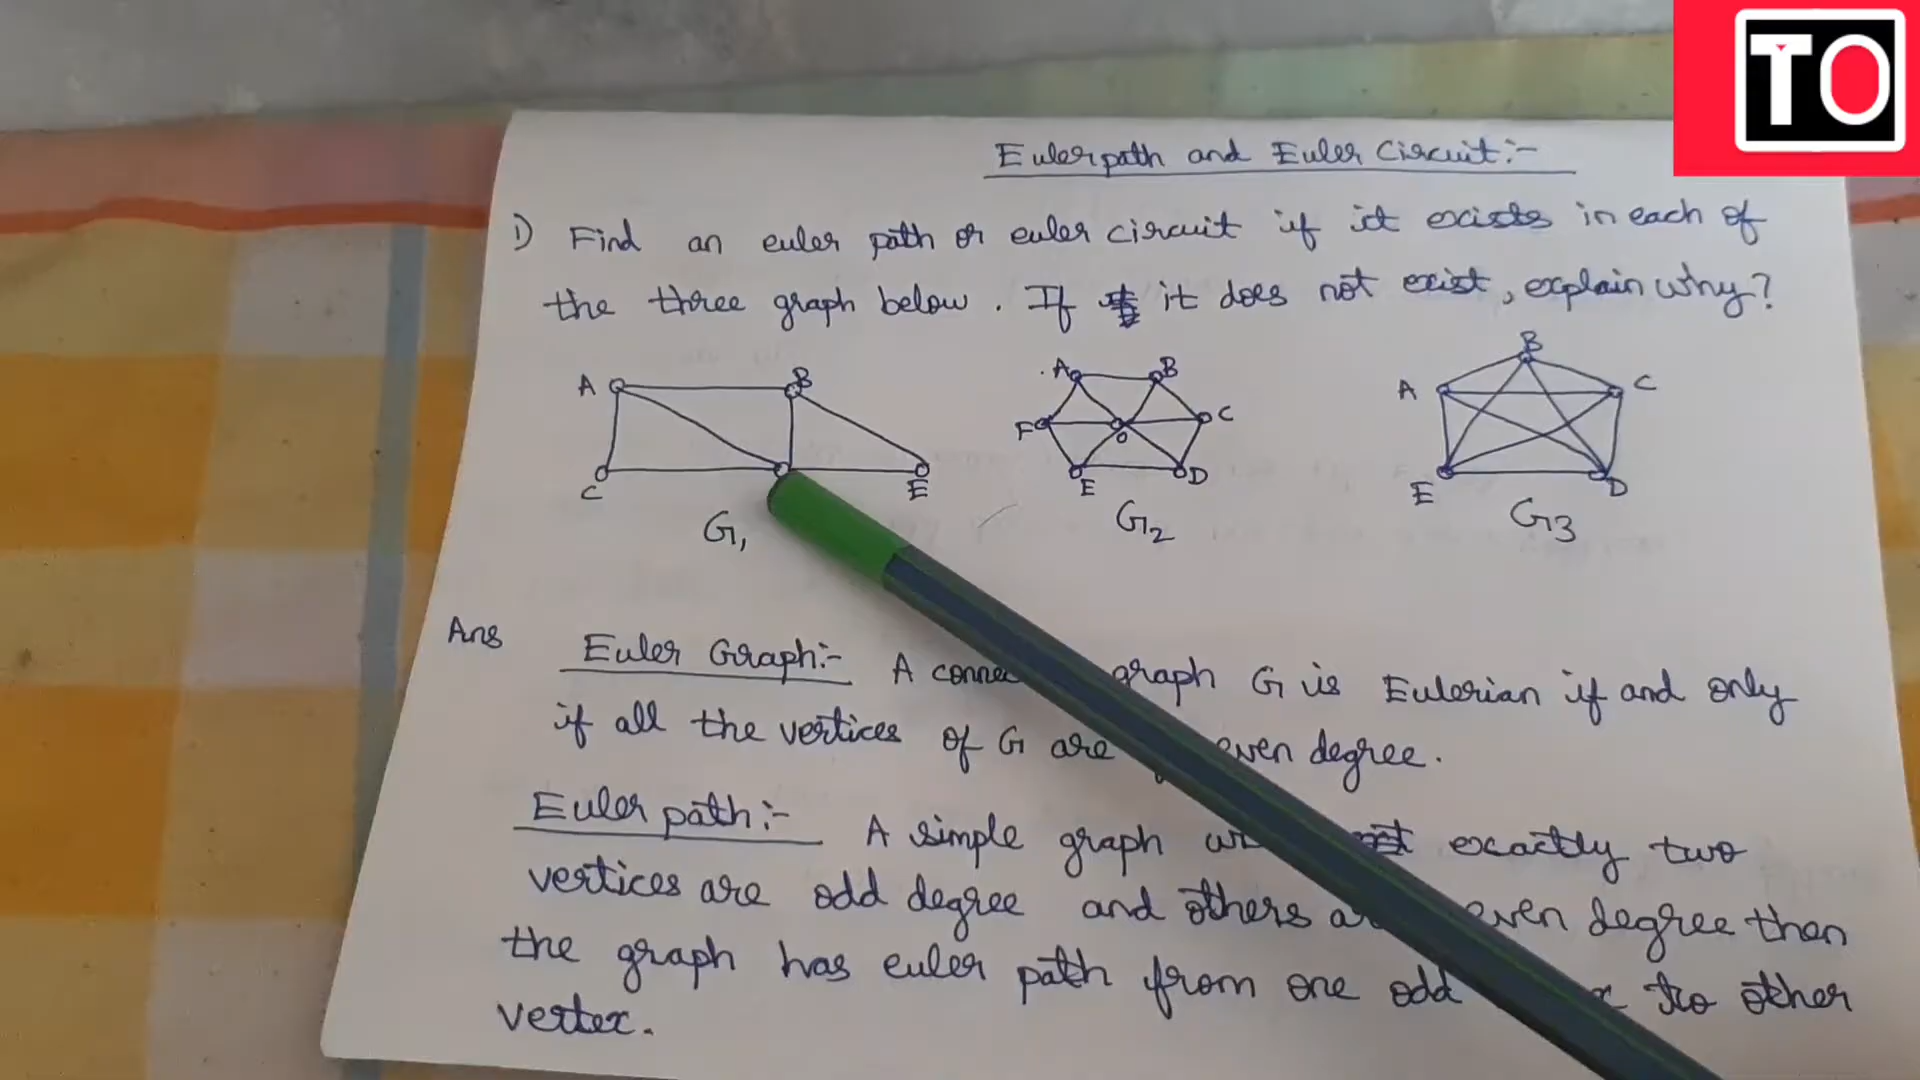 TO
Euler path and Euler Circuit:-
1) Find an euler path or euler circuit if it exists in each of
the three graph below. If it does not exist, explain why?
A B C E
G1
A B C D E F O
G2
A B C D E
G3
Ans
Euler Graph:- A graph G is Eulerian if and only
if all the vertices of G are even degree.
Euler path:- A simple graph exactly two
vertices are odd degree and others even degree then
the graph has euler path from one odd to other
vertex.